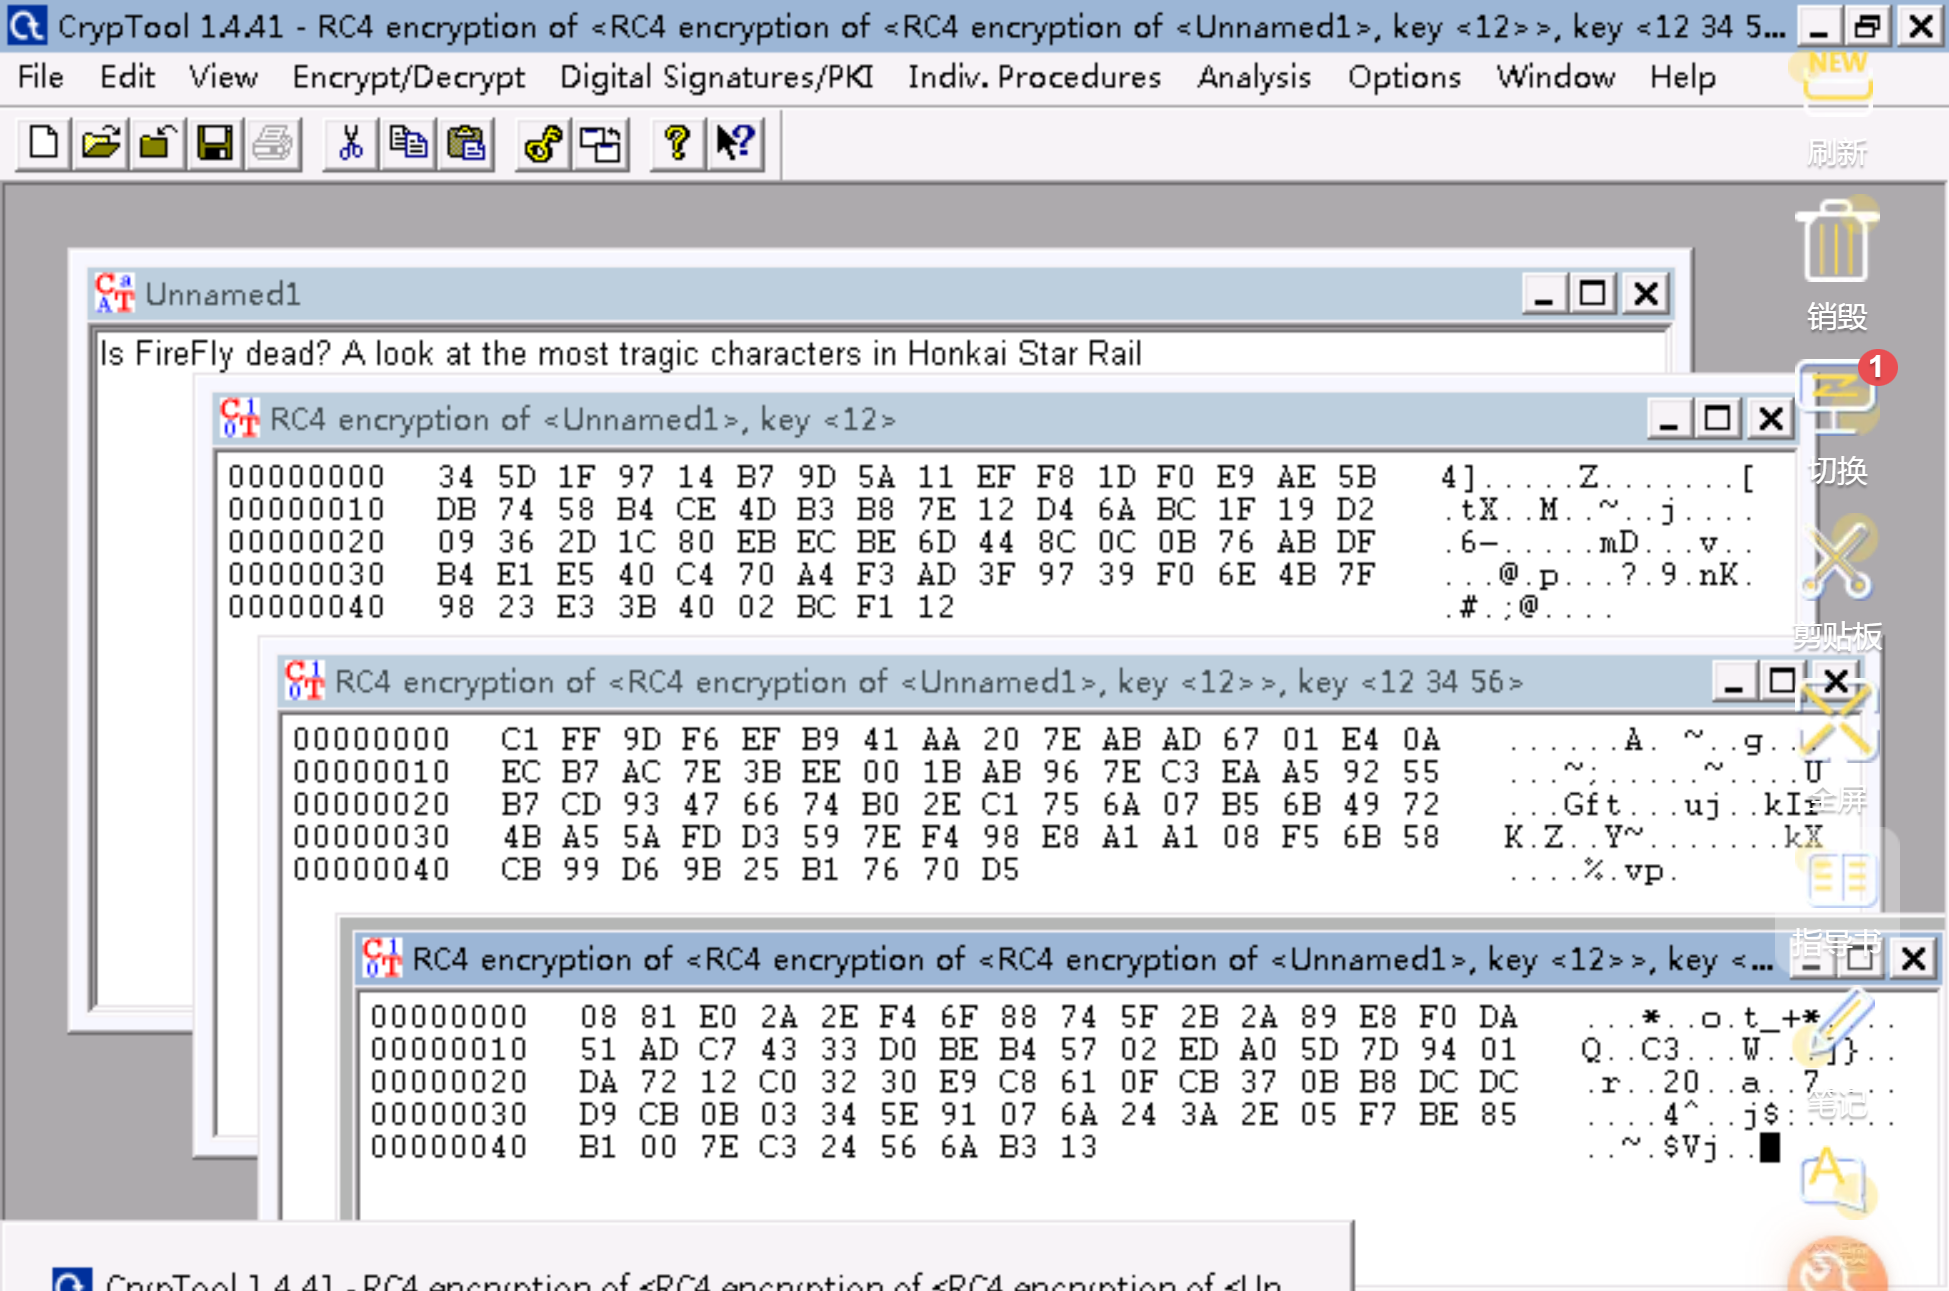 CrypTool 1.4.41 - RC4 encryption of <RC4 encryption of <RC4 encryption of <Unnamed1>, key <12>>, key <12 34 5...
File Edit View Encrypt/Decrypt Digital Signatures/PKI Indiv. Procedures Analysis Options Window Help
NEW
刷新
销毁
1
切换
剪贴板
全屏
指导书
笔记
A
Unnamed1
Is FireFly dead? A look at the most tragic characters in Honkai Star Rail
RC4 encryption of <Unnamed1>, key <12>
00000000 34 5D 1F 97 14 B7 9D 5A 11 EF F8 1D F0 E9 AE 5B 4].....Z.......[
00000010 DB 74 58 B4 CE 4D B3 B8 7E 12 D4 6A BC 1F 19 D2 .tX..M..~..j....
00000020 09 36 2D 1C 80 EB EC BE 6D 44 8C 0C 0B 76 AB DF .6-.....mD...v..
00000030 B4 E1 E5 40 C4 70 A4 F3 AD 3F 97 39 F0 6E 4B 7F ...@.p...?.9.nK.
00000040 98 23 E3 3B 40 02 BC F1 12 .#.;@....
RC4 encryption of <RC4 encryption of <Unnamed1>, key <12>>, key <12 34 56>
00000000 C1 FF 9D F6 EF B9 41 AA 20 7E AB AD 67 01 E4 0A ......A. ~..g...
00000010 EC B7 AC 7E 3B EE 00 1B AB 96 7E C3 EA A5 92 55 ...~;.....~....U
00000020 B7 CD 93 47 66 74 B0 2E C1 75 6A 07 B5 6B 49 72 ...Gft...uj..kIr
00000030 4B A5 5A FD D3 59 7E F4 98 E8 A1 A1 08 F5 6B 58 K.Z..Y~.......kX
00000040 CB 99 D6 9B 25 B1 76 70 D5 ....%.vp.
RC4 encryption of <RC4 encryption of <RC4 encryption of <Unnamed1>, key <12>>, key <...
00000000 08 81 E0 2A 2E F4 6F 88 74 5F 2B 2A 89 E8 F0 DA ...*..o.t_+*....
00000010 51 AD C7 43 33 D0 BE B4 57 02 ED A0 5D 7D 94 01 Q..C3...W...]}..
00000020 DA 72 12 C0 32 30 E9 C8 61 0F CB 37 0B B8 DC DC .r..20..a..7....
00000030 D9 CB 0B 03 34 5E 91 07 6A 24 3A 2E 05 F7 BE 85 ....4^..j$:.....
00000040 B1 00 7E C3 24 56 6A B3 13 ..~.$Vj..
CrypTool 1.4.41 - RC4 encryption of <RC4 encryption of <RC4 encryption of <Un...